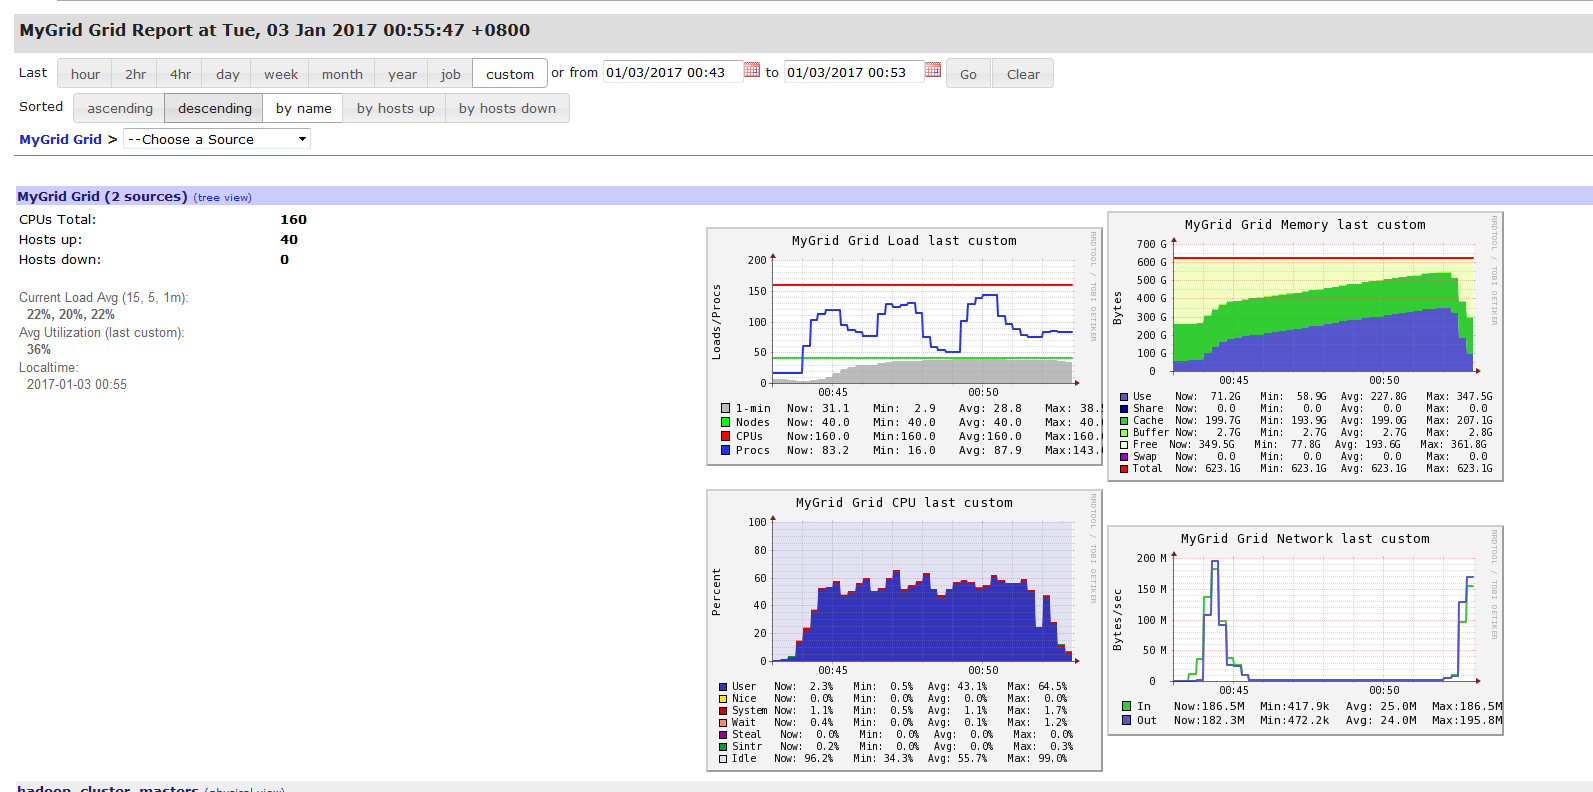 MyGrid Grid Report at Tue, 03 Jan 2017 00:55:47 +0800
Last hour 2hr 4hr day week month year job custom or from 01/03/2017 00:43 to 01/03/2017 00:53 Go Clear
Sorted ascending descending by name by hosts up by hosts down
MyGrid Grid > --Choose a Source
MyGrid Grid (2 sources) (tree view)
CPUs Total: 160
Hosts up: 40
Hosts down: 0
Current Load Avg (15, 5, 1m):
22%, 20%, 22%
Avg Utilization (last custom):
36%
Localtime:
2017-01-03 00:55
MyGrid Grid Load last custom
RRDTOOL / TOBI OETIKER
Loads/Procs
200
150
100
50
0
00:45 00:50
1-min Now: 31.1 Min: 2.9 Avg: 28.8 Max: 38.5
Nodes Now: 40.0 Min: 40.0 Avg: 40.0 Max: 40.
CPUs Now:160.0 Min:160.0 Avg:160.0 Max:160.
Procs Now: 83.2 Min: 16.0 Avg: 87.9 Max:143.
MyGrid Grid Memory last custom
RRDTOOL / TOBI OETIKER
Bytes
700 G
600 G
500 G
400 G
300 G
200 G
100 G
0
00:45 00:50
Use Now: 71.2G Min: 58.9G Avg: 227.8G Max: 347.5G
Share Now: 0.0 Min: 0.0 Avg: 0.0 Max: 0.0
Cache Now: 199.7G Min: 193.9G Avg: 199.0G Max: 207.1G
Buffer Now: 2.7G Min: 2.7G Avg: 2.7G Max: 2.8G
Free Now: 349.5G Min: 77.8G Avg: 193.6G Max: 361.8G
Swap Now: 0.0 Min: 0.0 Avg: 0.0 Max: 0.0
Total Now: 623.1G Min: 623.1G Avg: 623.1G Max: 623.1G
MyGrid Grid CPU last custom
RRDTOOL / TOBI OETIKER
Percent
100
80
60
40
20
0
00:45 00:50
User Now: 2.3% Min: 0.5% Avg: 43.1% Max: 64.5%
Nice Now: 0.0% Min: 0.0% Avg: 0.0% Max: 0.0%
System Now: 1.1% Min: 0.5% Avg: 1.1% Max: 1.7%
Wait Now: 0.4% Min: 0.0% Avg: 0.1% Max: 1.2%
Steal Now: 0.0% Min: 0.0% Avg: 0.0% Max: 0.0%
Sintr Now: 0.2% Min: 0.0% Avg: 0.0% Max: 0.3%
Idle Now: 96.2% Min: 34.3% Avg: 55.7% Max: 99.0%
MyGrid Grid Network last custom
RRDTOOL / TOBI OETIKER
Bytes/sec
200 M
150 M
100 M
50 M
0
00:45 00:50
In Now:186.5M Min:417.9k Avg: 25.0M Max:186.5M
Out Now:182.3M Min:472.2k Avg: 24.0M Max:195.8M
hadoop_cluster_masters (physical view)